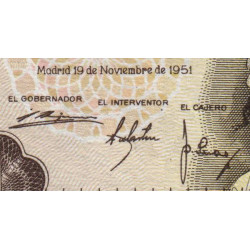 Madrid 19 de Noviembre de 1951
EL GOBERNADOR EL INTERVENTOR EL CAJERO